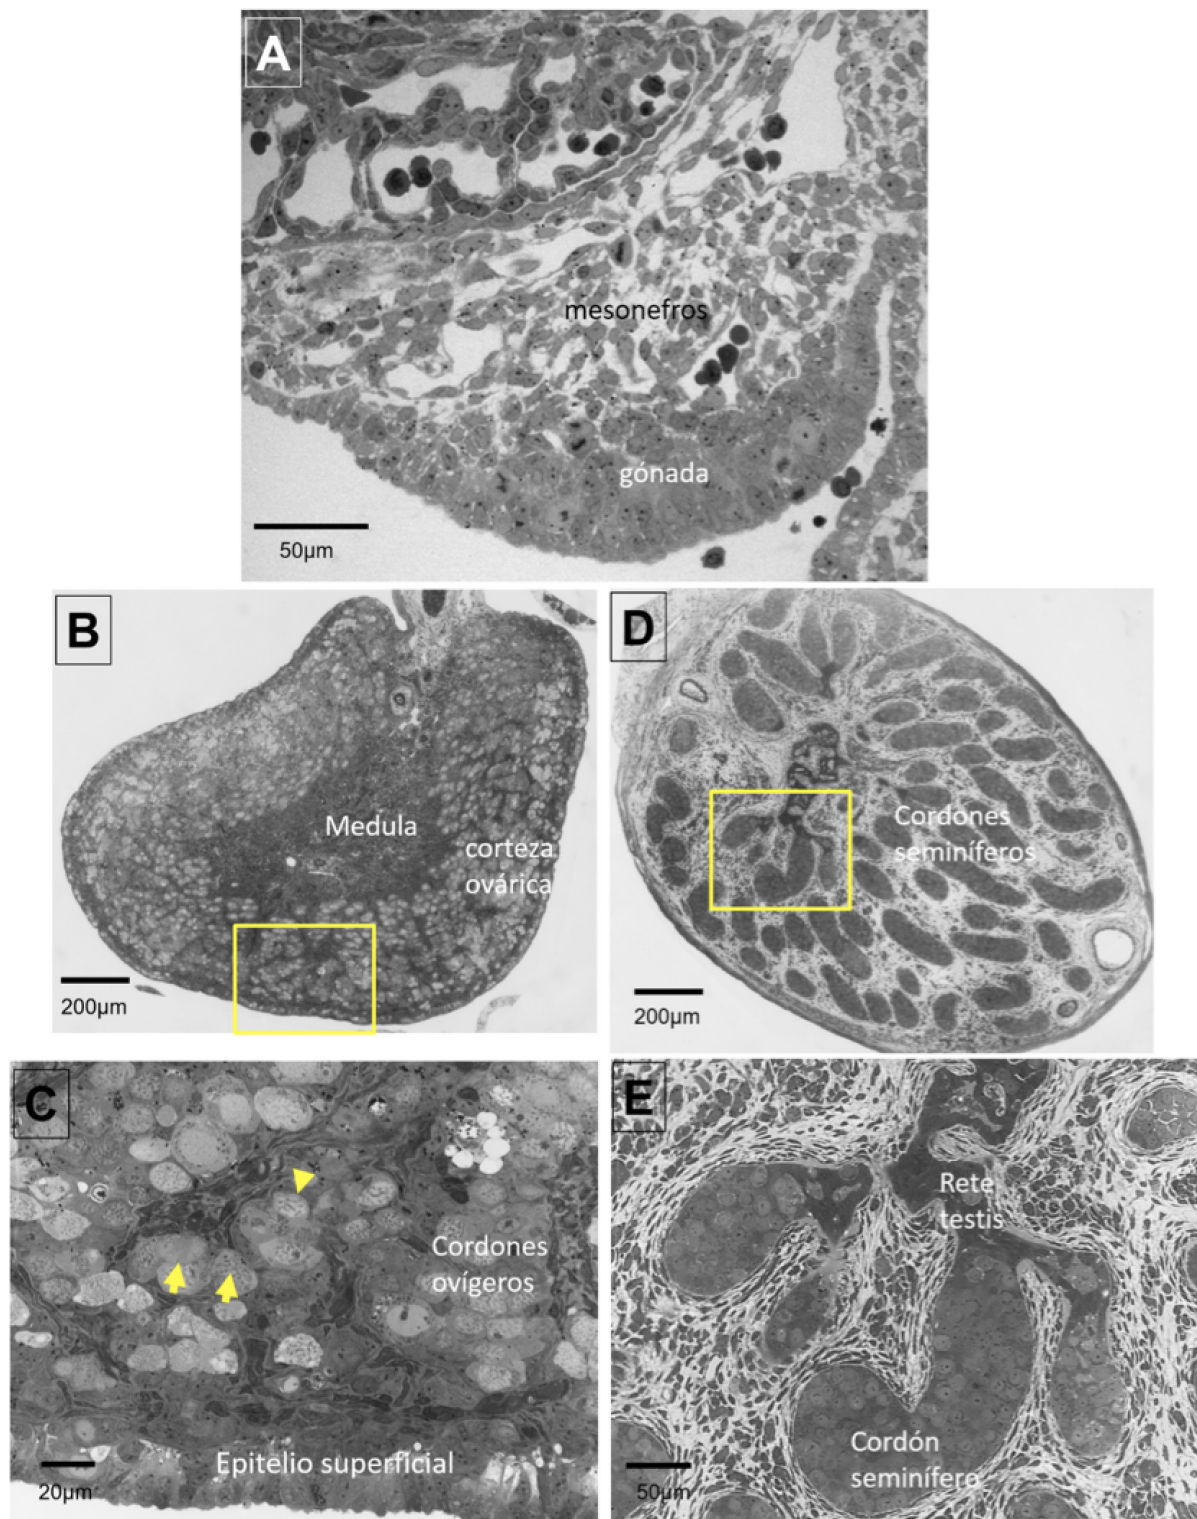 A
mesonefros
gónada
50µm
B
Medula
corteza
ovárica
200µm
D
Cordones
seminíferos
200µm
C
Cordones
ovígeros
Epitelio superficial
20µm
E
Rete
testis
Cordón
seminífero
50µm